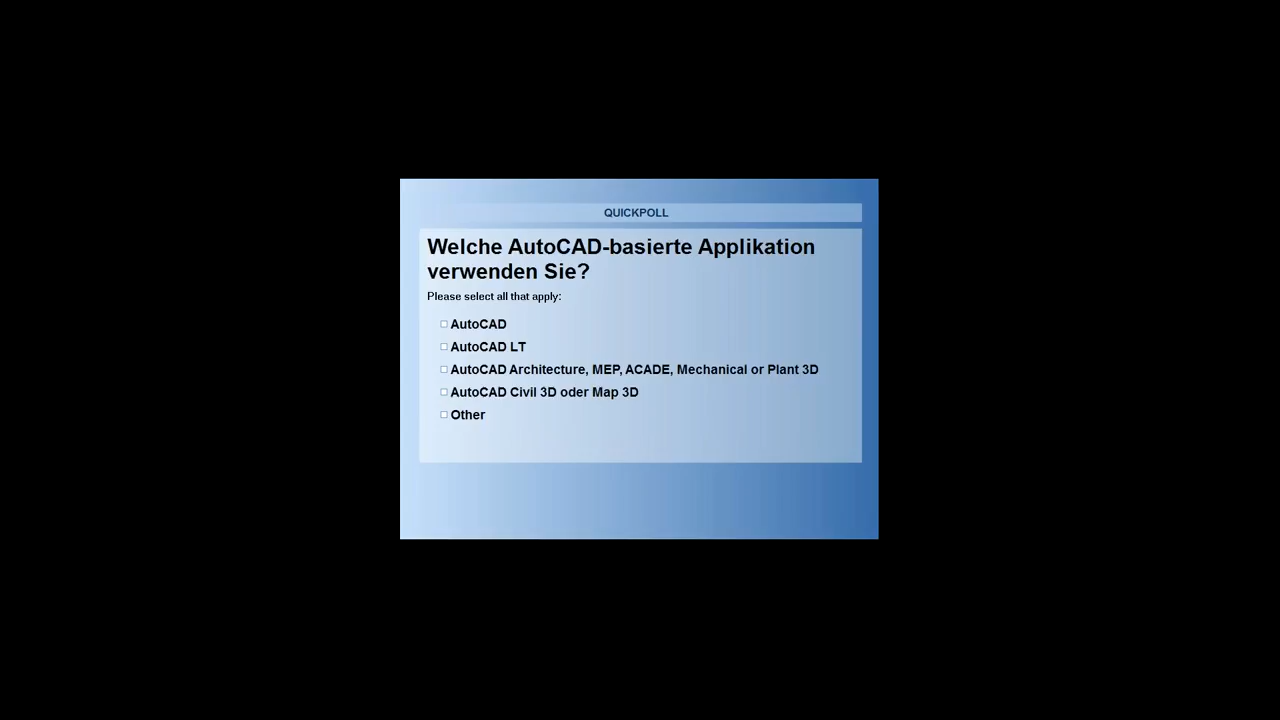 QUICKPOLL
Welche AutoCAD-basierte Applikation
verwenden Sie?
Please select all that apply:
AutoCAD
AutoCAD LT
AutoCAD Architecture, MEP, ACADE, Mechanical or Plant 3D
AutoCAD Civil 3D oder Map 3D
Other